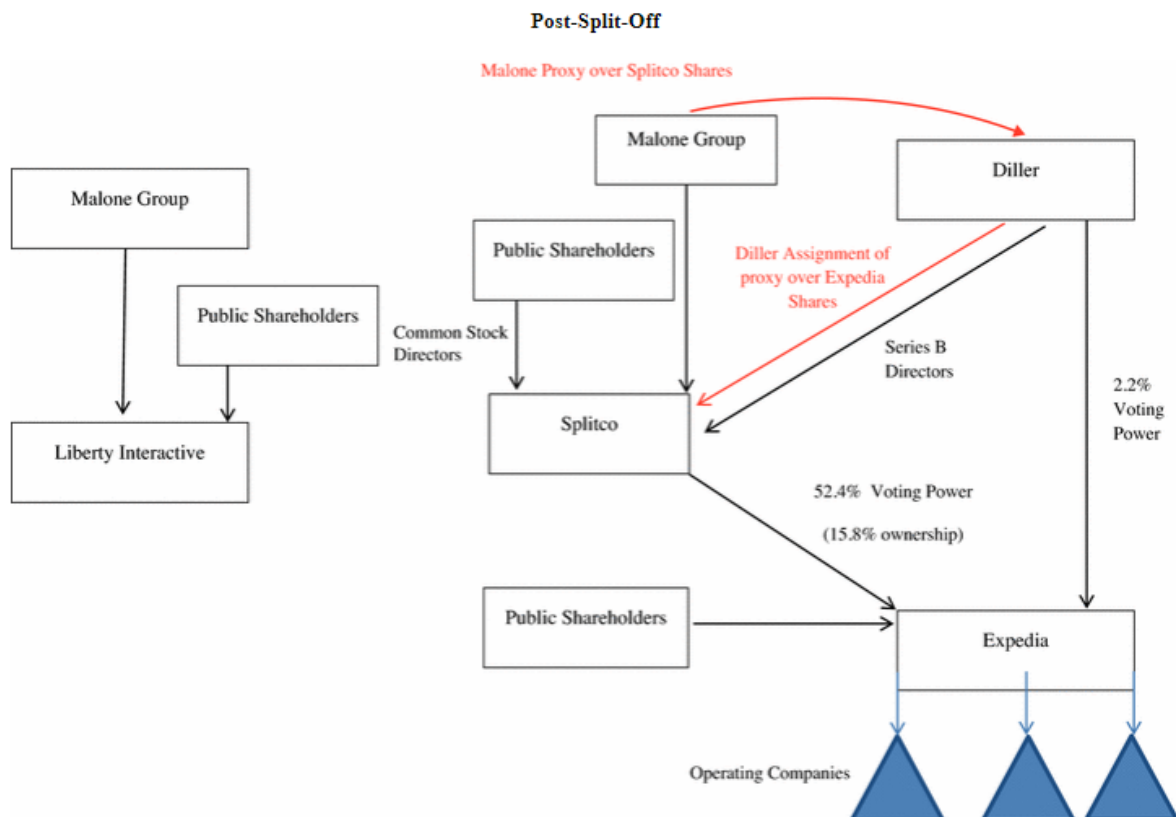 Post-Split-Off
Malone Proxy over Splitco Shares
Malone Group
Diller
Malone Group
Public Shareholders
Diller Assignment of
proxy over Expedia
Shares
Public Shareholders
Common Stock
Directors
Series B
Directors
2.2%
Voting
Power
Splitco
Liberty Interactive
52.4% Voting Power
(15.8% ownership)
Public Shareholders
Expedia
Operating Companies